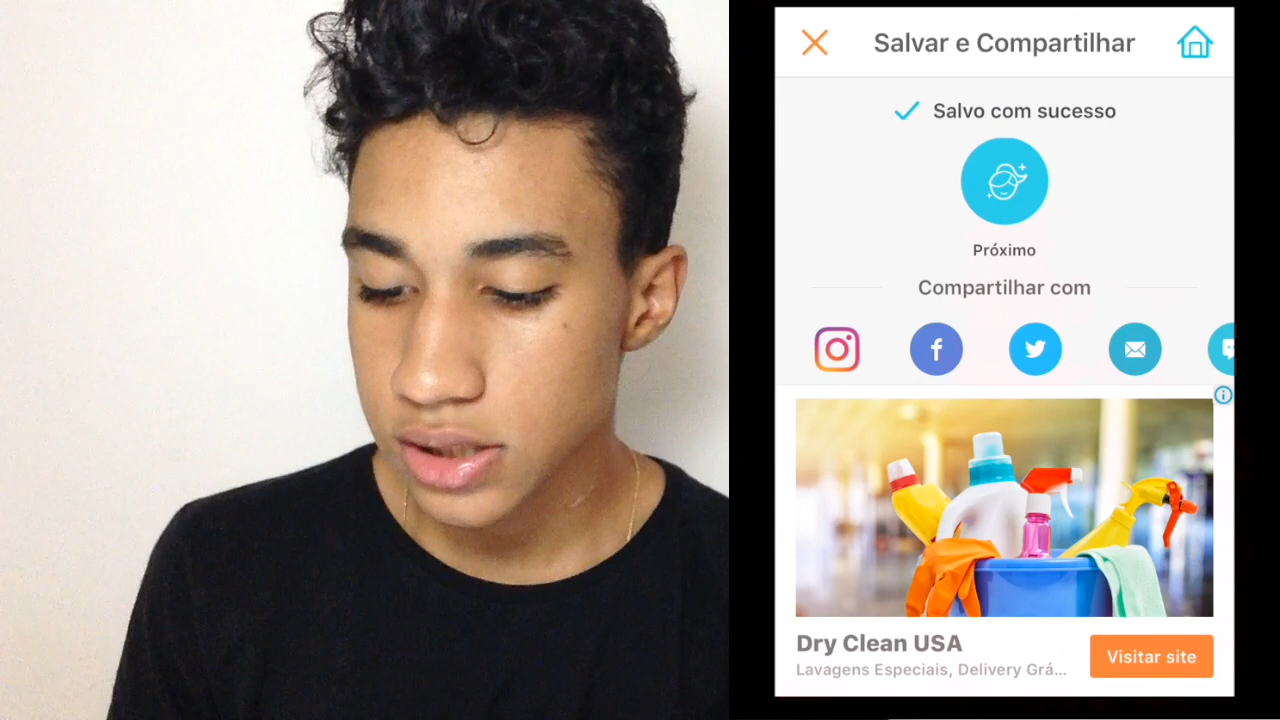 Salvar e Compartilhar
Salvo com sucesso
Próximo
Compartilhar com
Dry Clean USA
Lavagens Especiais, Delivery Grá...
Visitar site